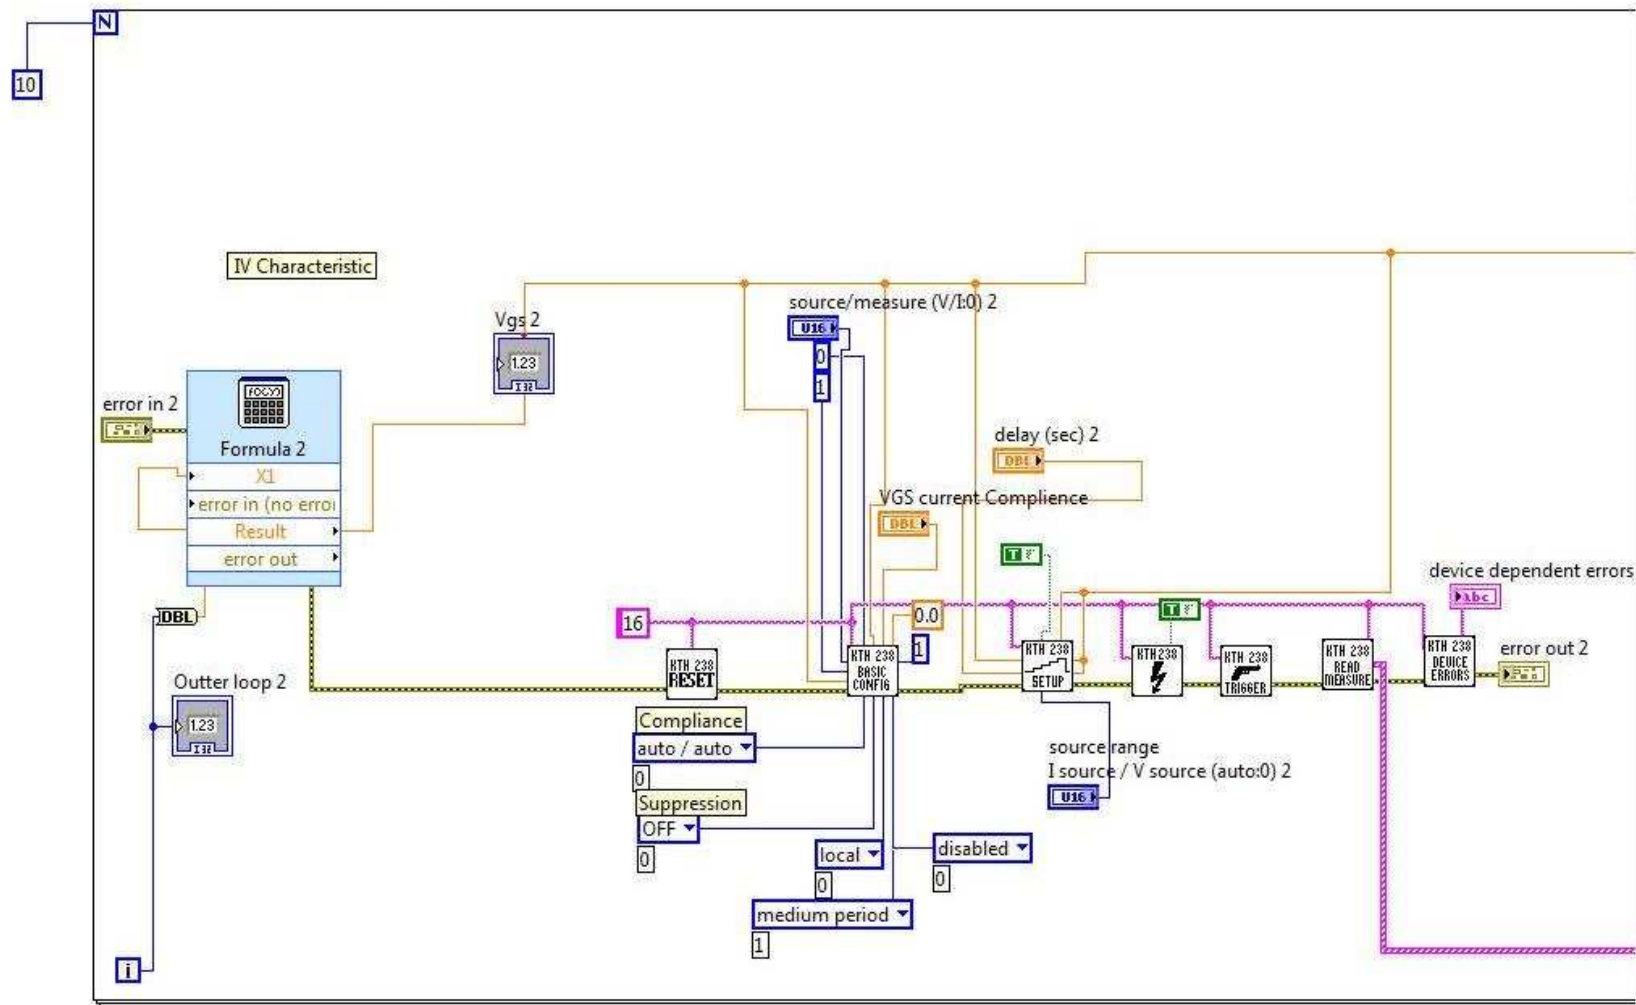 N
10
IV Characteristic
Vgs 2
1.23
I32
source/measure (V/I:0) 2
U16
0
1
error in 2
f(x,y)
Formula 2
X1
error in (no erroi
Result
error out
DBL
delay (sec) 2
DBL
VGS current Complience
DBL
T F
device dependent errors
abc
16
0.0
T F
1
KTH 238
RESET
KTH 238
BASIC
CONFIG
KTH 238
SETUP
KTH238
KTH 238
TRIGGER
KTH 238
READ
MEASURE
KTH 238
DEVICE
ERRORS
error out 2
Outter loop 2
1.23
I32
Compliance
auto / auto
0
Suppression
OFF
0
source range
I source / V source (auto:0) 2
U16
local
0
disabled
0
medium period
1
i